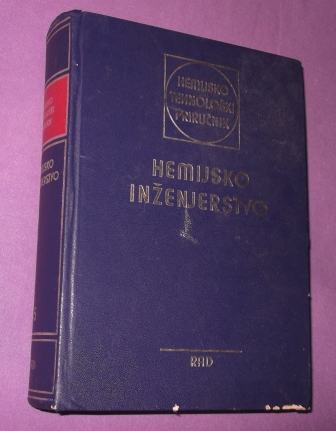 HEMIJSKO
TEHNOLOŠKI
PRIRUČNIK
HEMIJSKO
INŽENJERSTVO
RAD